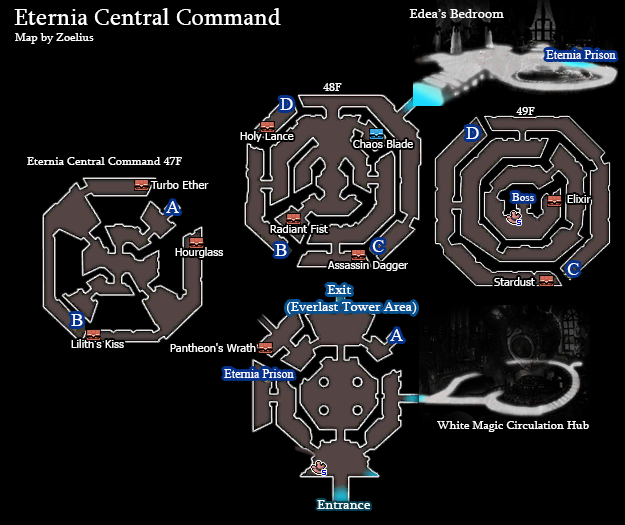 Eternia Central Command
Map by Zoelius
Edea's Bedroom
Eternia Prison
48F
D
Holy Lance
Chaos Blade
49F
D
Eternia Central Command 47F
Turbo Ether
A
Hourglass
Boss
Elixir
S
Radiant Fist
B
C
Assassin Dagger
C
Stardust
B
Lilith's Kiss
Exit
(Everlast Tower Area)
A
Pantheon's Wrath
Eternia Prison
White Magic Circulation Hub
S
Entrance